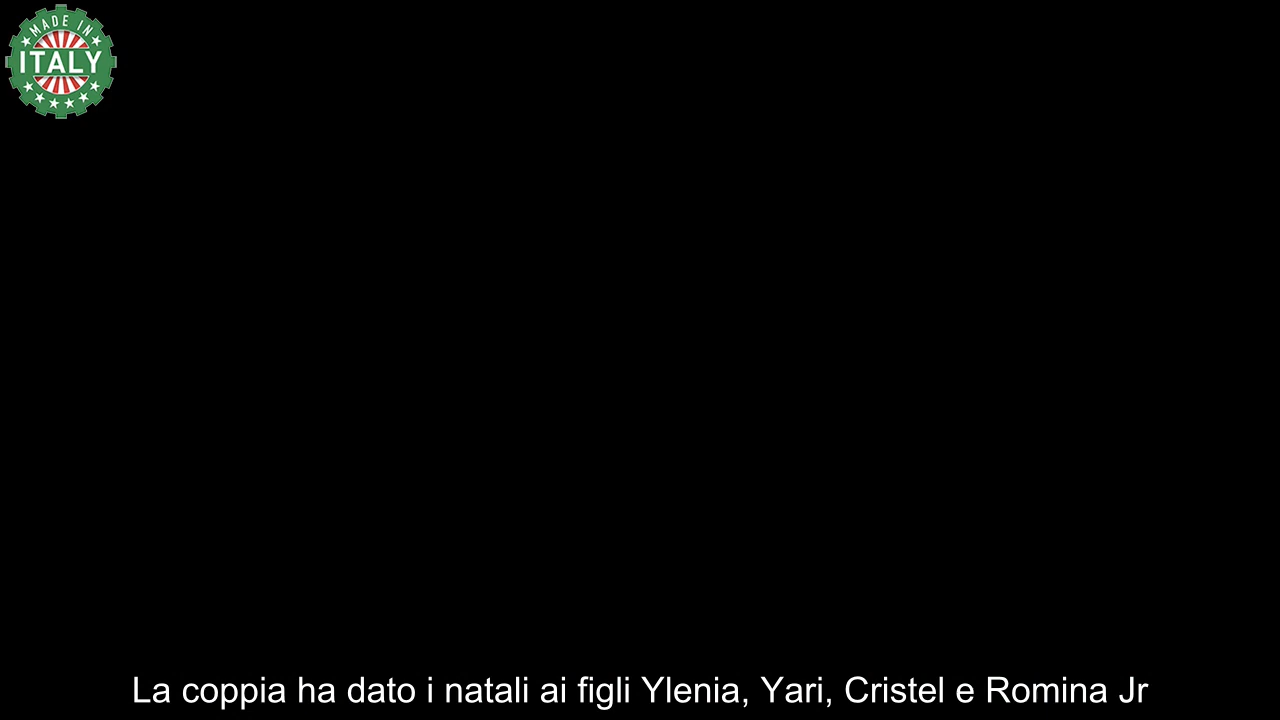 MADE IN
ITALY
La coppia ha dato i natali ai figli Ylenia, Yari, Cristel e Romina Jr